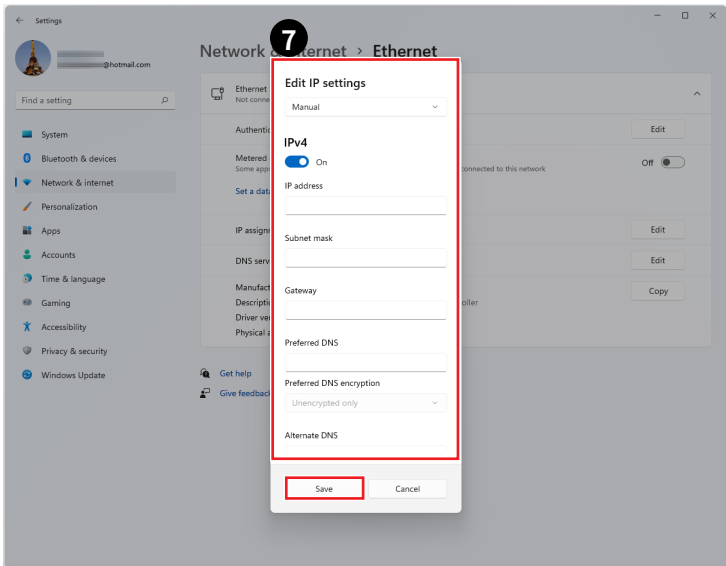 Settings
@hotmail.com
Find a setting
System
Bluetooth & devices
Network & internet
Personalization
Apps
Accounts
Time & language
Gaming
Accessibility
Privacy & security
Windows Update
Network & internet > Ethernet
7
Ethernet
Not conne
Authentic
Edit
Metered
Some app
connected to this network
Off
Set a data
IP assign
Edit
DNS serv
Edit
Manufact
Copy
Descripti
oller
Driver ver
Physical a
Get help
Give feedback
Edit IP settings
Manual
IPv4
On
IP address
Subnet mask
Gateway
Preferred DNS
Preferred DNS encryption
Unencrypted only
Alternate DNS
Save
Cancel